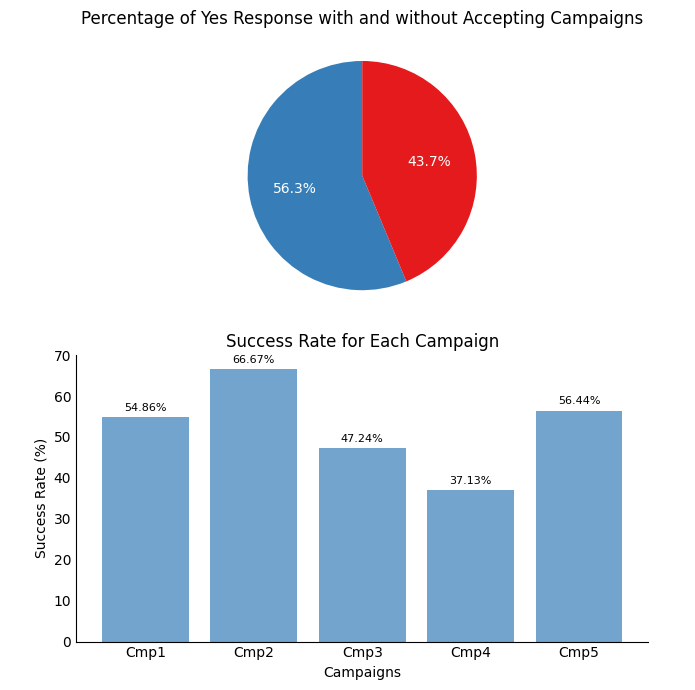 Percentage of Yes Response with and without Accepting Campaigns
43.7%
56.3%
Success Rate for Each Campaign
70
60
50
40
30
20
10
0
Success Rate (%)
54.86%
66.67%
47.24%
37.13%
56.44%
Cmp1
Cmp2
Cmp3
Cmp4
Cmp5
Campaigns